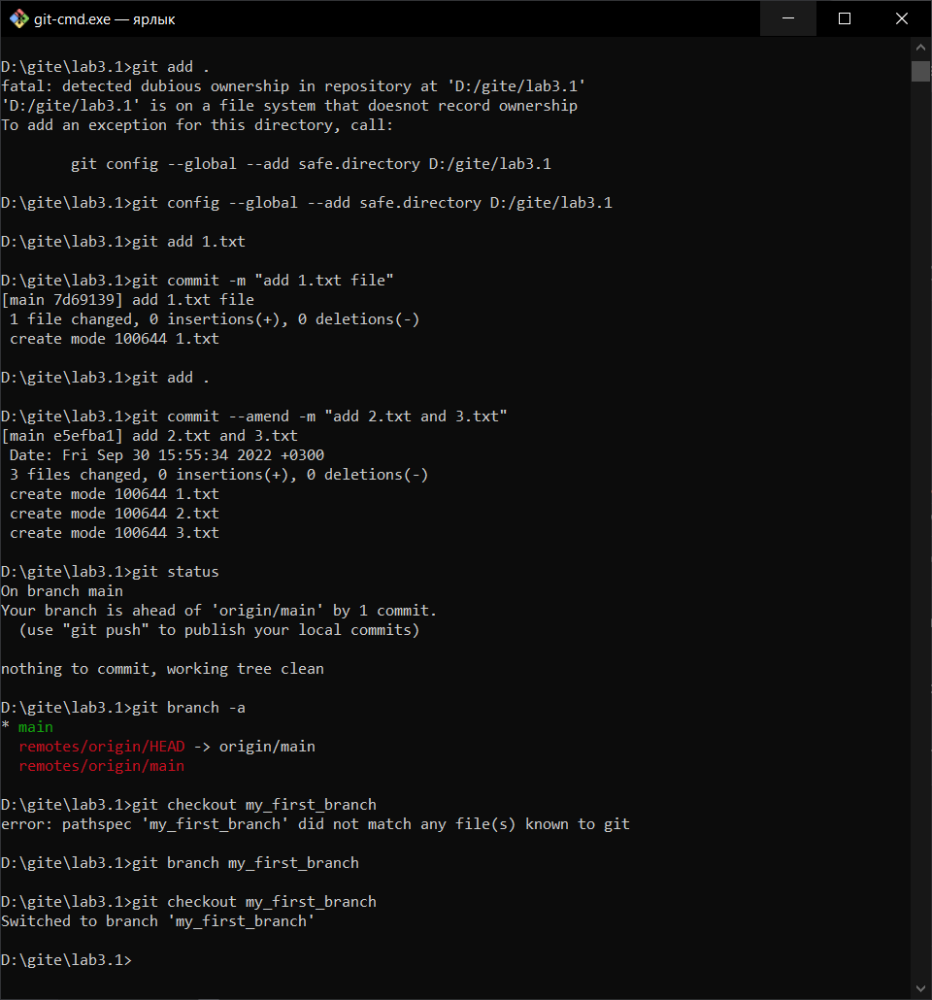 git-cmd.exe — ярлык
D:\gite\lab3.1>git add .
fatal: detected dubious ownership in repository at 'D:/gite/lab3.1'
'D:/gite/lab3.1' is on a file system that doesnot record ownership
To add an exception for this directory, call:
git config --global --add safe.directory D:/gite/lab3.1
D:\gite\lab3.1>git config --global --add safe.directory D:/gite/lab3.1
D:\gite\lab3.1>git add 1.txt
D:\gite\lab3.1>git commit -m "add 1.txt file"
[main 7d69139] add 1.txt file
1 file changed, 0 insertions(+), 0 deletions(-)
create mode 100644 1.txt
D:\gite\lab3.1>git add .
D:\gite\lab3.1>git commit --amend -m "add 2.txt and 3.txt"
[main e5efba1] add 2.txt and 3.txt
Date: Fri Sep 30 15:55:34 2022 +0300
3 files changed, 0 insertions(+), 0 deletions(-)
create mode 100644 1.txt
create mode 100644 2.txt
create mode 100644 3.txt
D:\gite\lab3.1>git status
On branch main
Your branch is ahead of 'origin/main' by 1 commit.
(use "git push" to publish your local commits)
nothing to commit, working tree clean
D:\gite\lab3.1>git branch -a
* main
remotes/origin/HEAD -> origin/main
remotes/origin/main
D:\gite\lab3.1>git checkout my_first_branch
error: pathspec 'my_first_branch' did not match any file(s) known to git
D:\gite\lab3.1>git branch my_first_branch
D:\gite\lab3.1>git checkout my_first_branch
Switched to branch 'my_first_branch'
D:\gite\lab3.1>